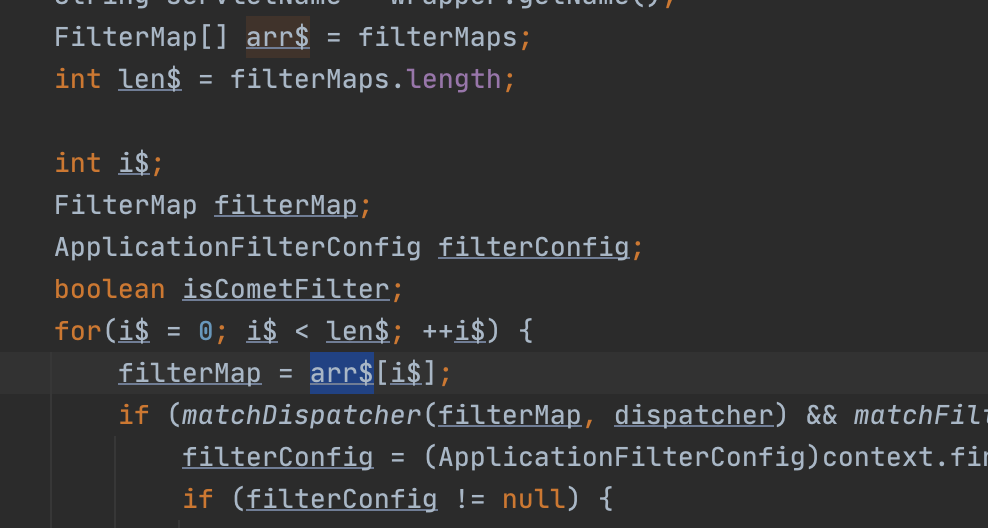 String servletName = wrapper.getName();
FilterMap[] arr$ = filterMaps;
int len$ = filterMaps.length;
int i$;
FilterMap filterMap;
ApplicationFilterConfig filterConfig;
boolean isCometFilter;
for(i$ = 0; i$ < len$; ++i$) {
filterMap = arr$[i$];
if (matchDispatcher(filterMap, dispatcher) && matchFilt
filterConfig = (ApplicationFilterConfig)context.fin
if (filterConfig != null) {